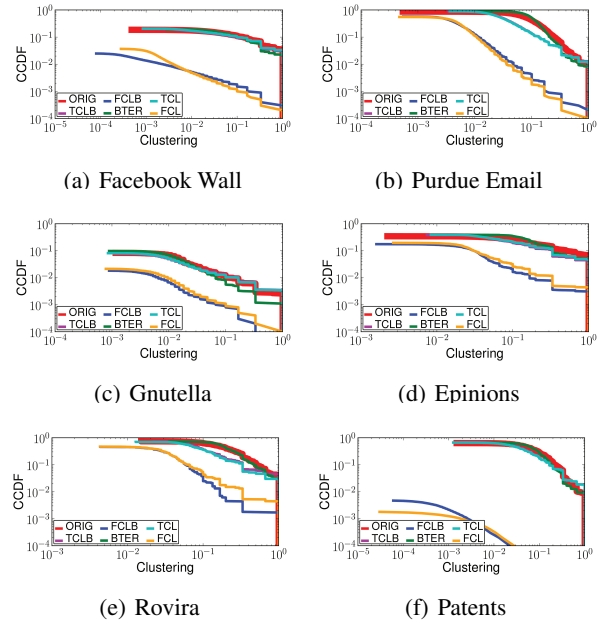 10^0 10^0
10^-1 10^-1
10^-2 10^-2
10^-3 10^-3
10^-4 10^-4
CCDF CCDF
ORIG FCLB TCL ORIG FCLB TCL
TCLB BTER FCL TCLB BTER FCL
10^-5 10^-4 10^-3 10^-2 10^-1 10^0 10^-4 10^-3 10^-2 10^-1 10^0
Clustering Clustering
(a) Facebook Wall (b) Purdue Email
10^0 10^0
10^-1 10^-1
10^-2 10^-2
10^-3 10^-3
10^-4 10^-4
CCDF CCDF
ORIG FCLB TCL ORIG FCLB TCL
TCLB BTER FCL TCLB BTER FCL
10^-4 10^-3 10^-2 10^-1 10^0 10^-4 10^-3 10^-2 10^-1 10^0
Clustering Clustering
(c) Gnutella (d) Epinions
10^0 10^0
10^-1 10^-1
10^-2 10^-2
10^-3 10^-3
10^-4 10^-4
CCDF CCDF
ORIG FCLB TCL ORIG FCLB TCL
TCLB BTER FCL TCLB BTER FCL
10^-3 10^-2 10^-1 10^0 10^-5 10^-4 10^-3 10^-2 10^-1 10^0
Clustering Clustering
(e) Rovira (f) Patents